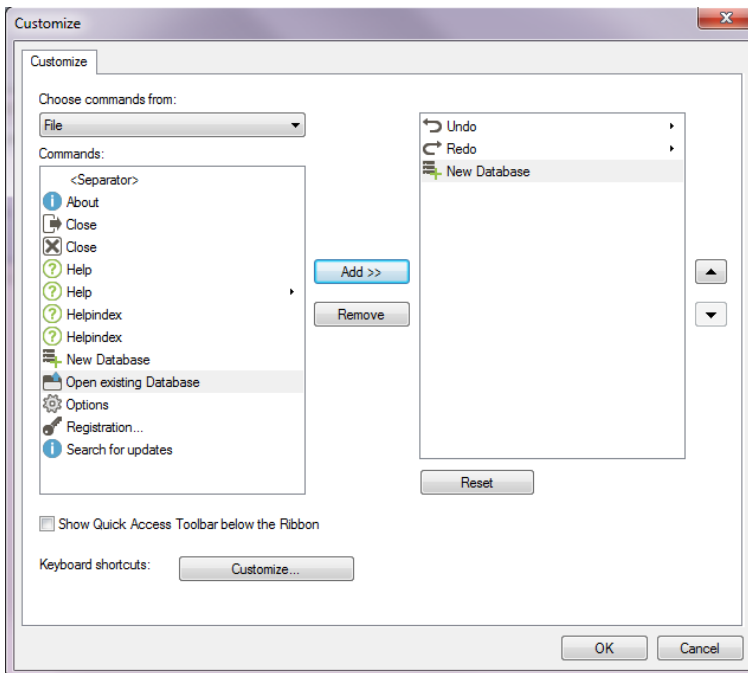 Customize
Customize
Choose commands from:
File
Commands:
<Separator>
About
Close
Close
Help
Help
Helpindex
Helpindex
New Database
Open existing Database
Options
Registration...
Search for updates
Add >>
Remove
Undo
Redo
New Database
Reset
Show Quick Access Toolbar below the Ribbon
Keyboard shortcuts:
Customize...
OK
Cancel